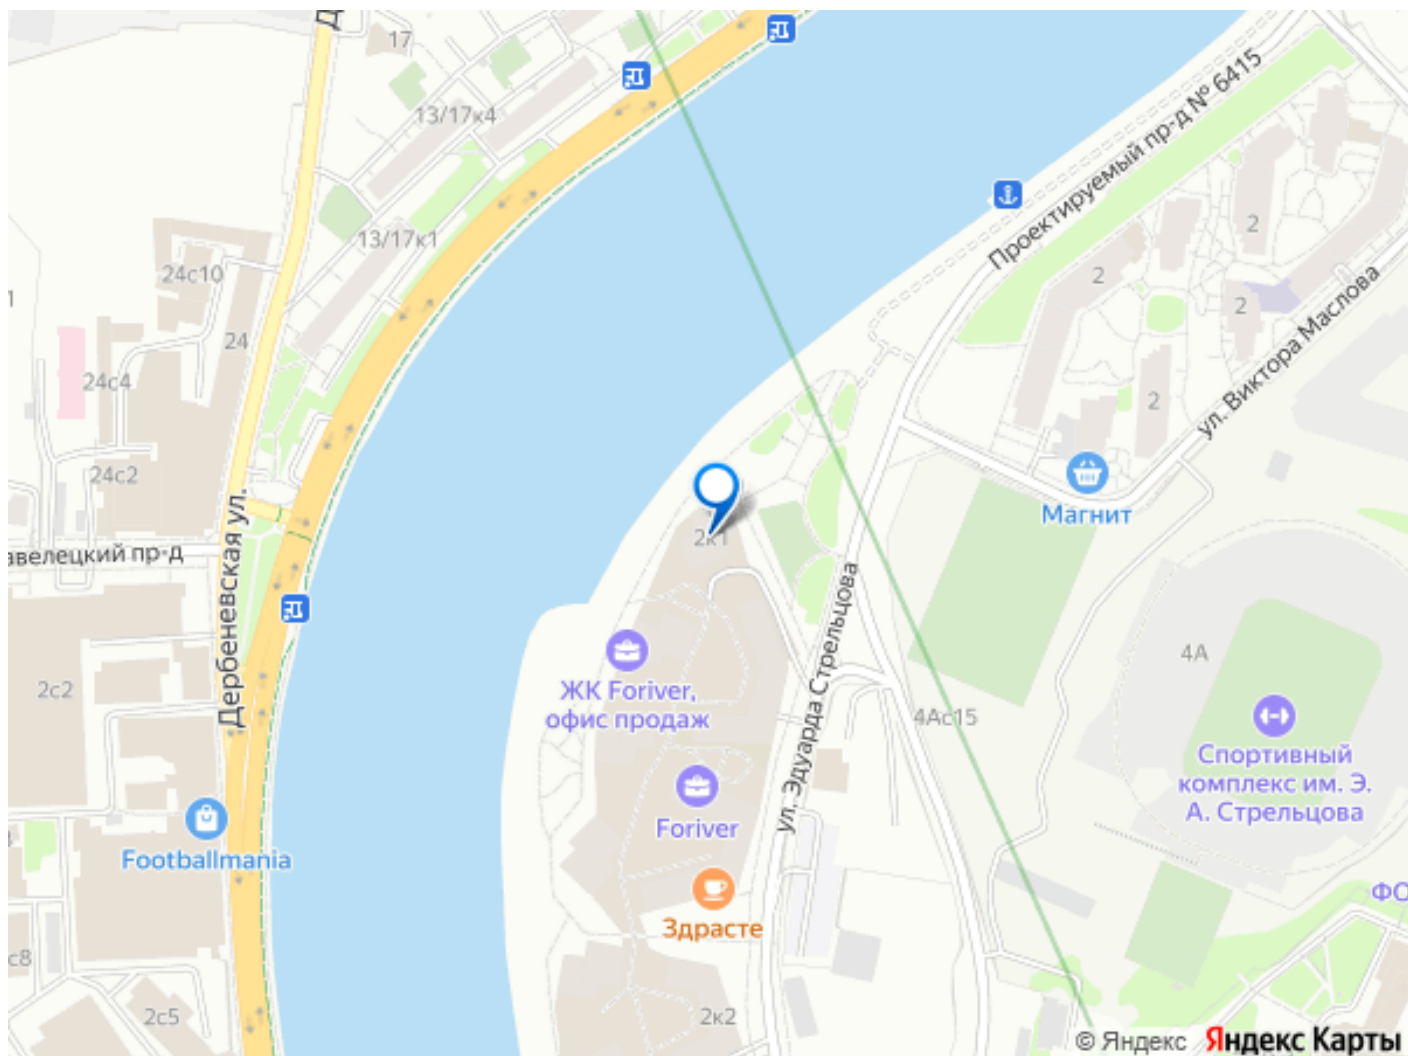 Д
17
13/17к4
Проектируемый пр-д № 6415
13/17к1
2
24с10
2
1
2
24
ул. Виктора Маслова
24с4
2
24с2
Магнит
Дербеневская ул.
2к1
авелецкий пр-д
ул. Эдуарда Стрельцова
4А
2с2
ЖК Foriver,
офис продаж
4Ас15
Спортивный
комплекс им. Э.
А. Стрельцова
Foriver
Footballmania
ФО
Здрасте
с8
2с5
2к2
© Яндекс Яндекс Карты